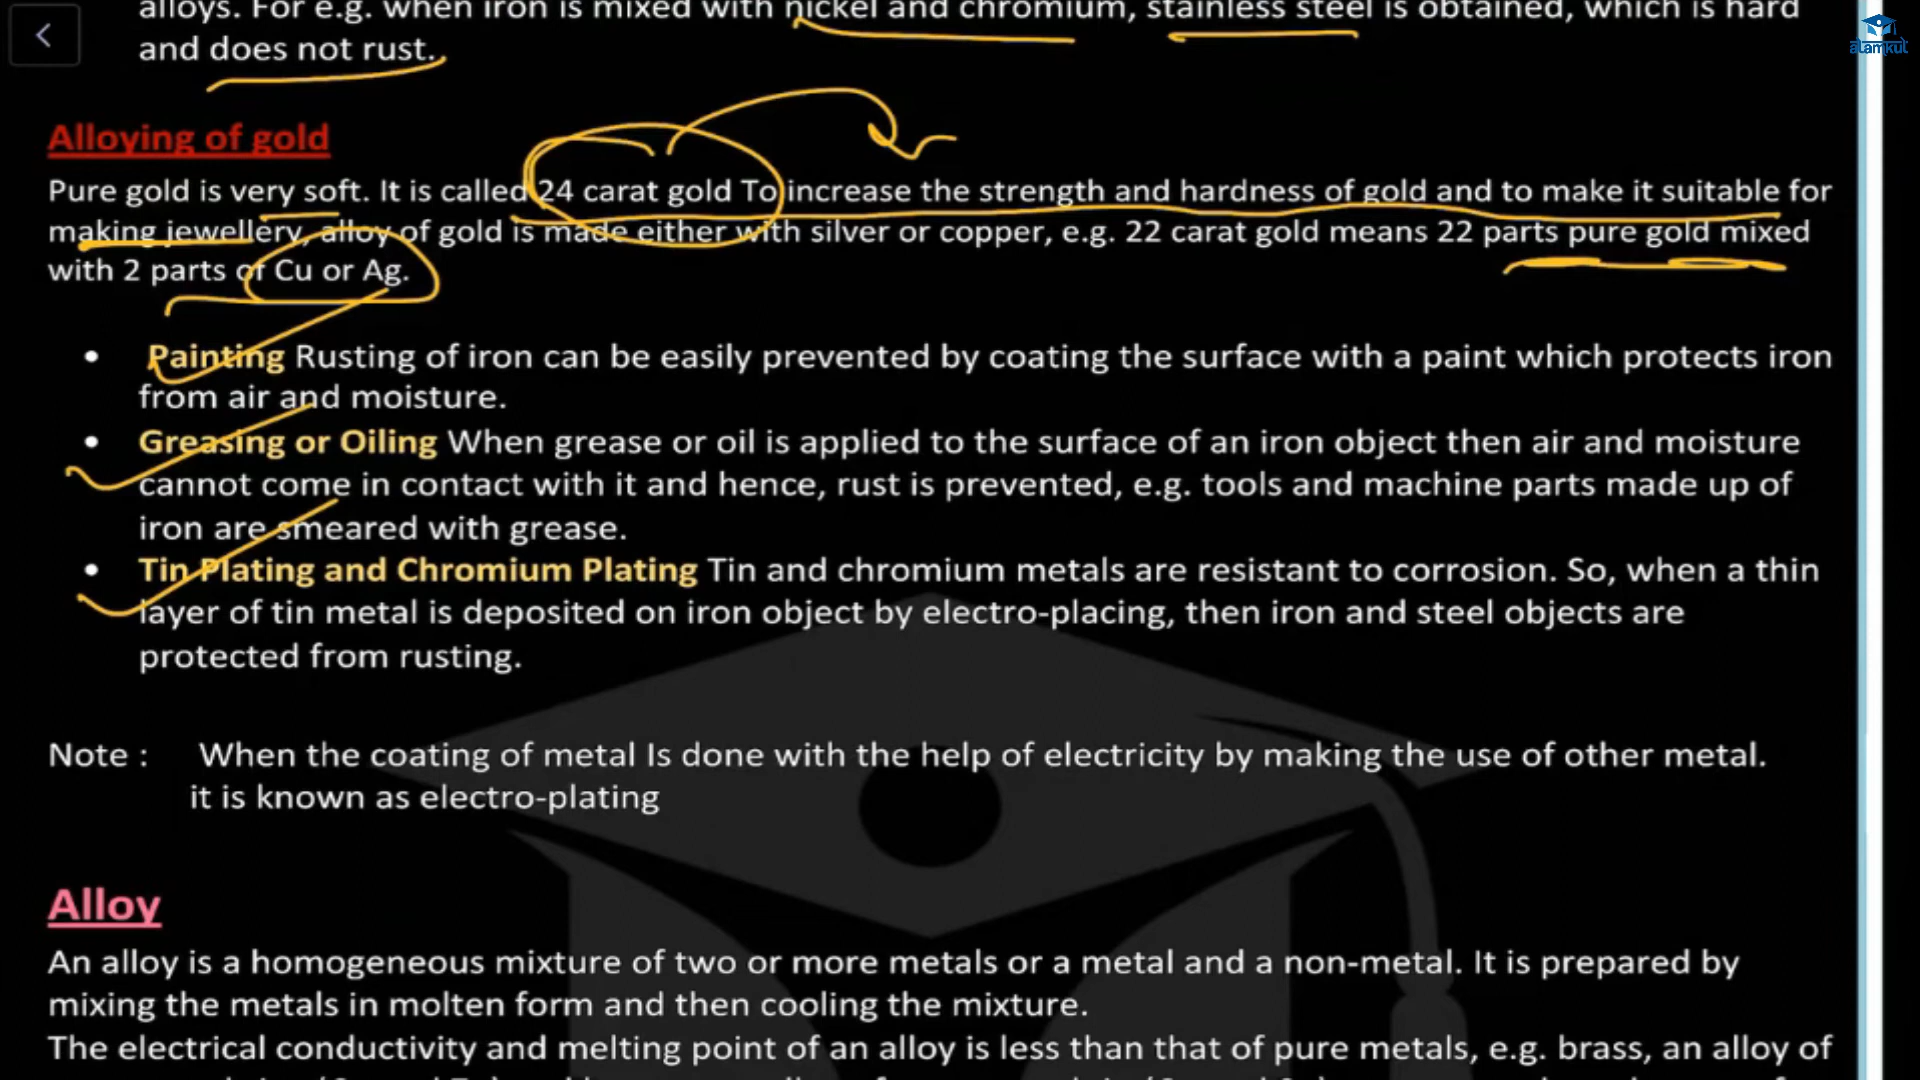 alloys. For e.g. when iron is mixed with nickel and chromium, stainless steel is obtained, which is hard
and does not rust.
alamkul
Alloying of gold
Pure gold is very soft. It is called 24 carat gold To increase the strength and hardness of gold and to make it suitable for
making jewellery, alloy of gold is made either with silver or copper, e.g. 22 carat gold means 22 parts pure gold mixed
with 2 parts of Cu or Ag.
• Painting Rusting of iron can be easily prevented by coating the surface with a paint which protects iron
from air and moisture.
• Greasing or Oiling When grease or oil is applied to the surface of an iron object then air and moisture
cannot come in contact with it and hence, rust is prevented, e.g. tools and machine parts made up of
iron are smeared with grease.
• Tin Plating and Chromium Plating Tin and chromium metals are resistant to corrosion. So, when a thin
layer of tin metal is deposited on iron object by electro-placing, then iron and steel objects are
protected from rusting.
Note : When the coating of metal Is done with the help of electricity by making the use of other metal.
it is known as electro-plating
Alloy
An alloy is a homogeneous mixture of two or more metals or a metal and a non-metal. It is prepared by
mixing the metals in molten form and then cooling the mixture.
The electrical conductivity and melting point of an alloy is less than that of pure metals, e.g. brass, an alloy of